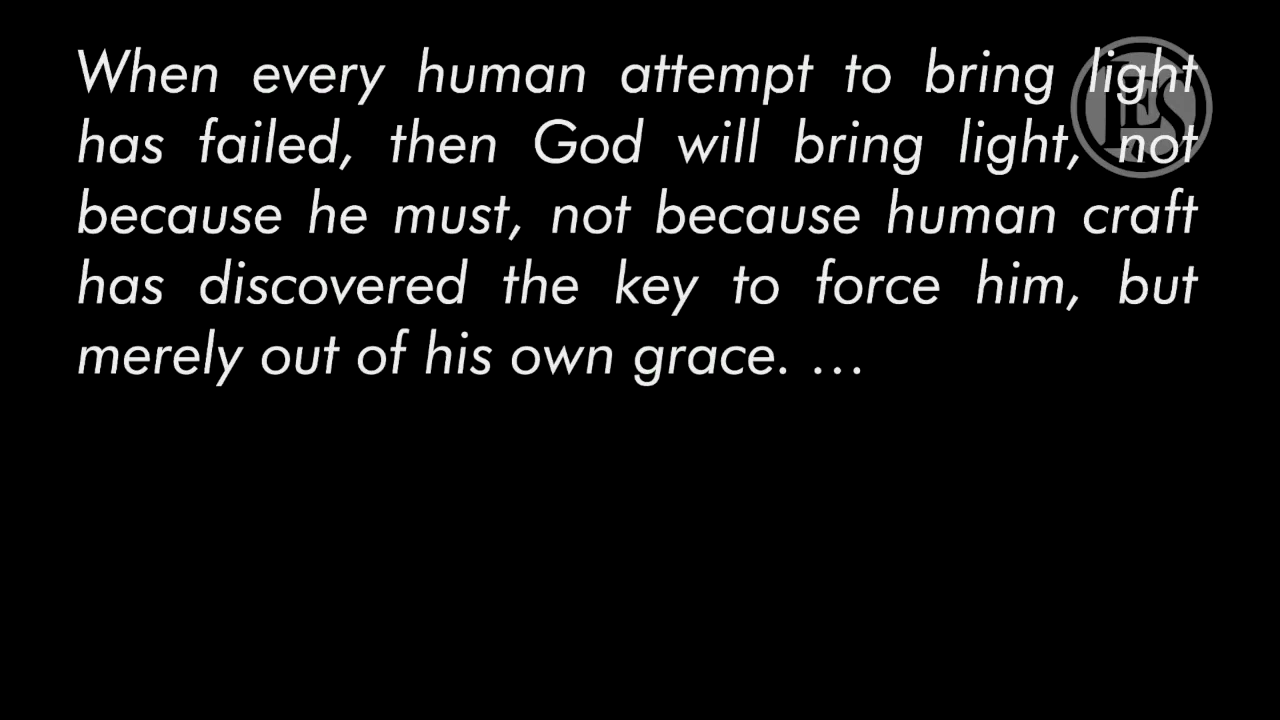 When every human attempt to bring light
has failed, then God will bring light, not
because he must, not because human craft
has discovered the key to force him, but
merely out of his own grace. …